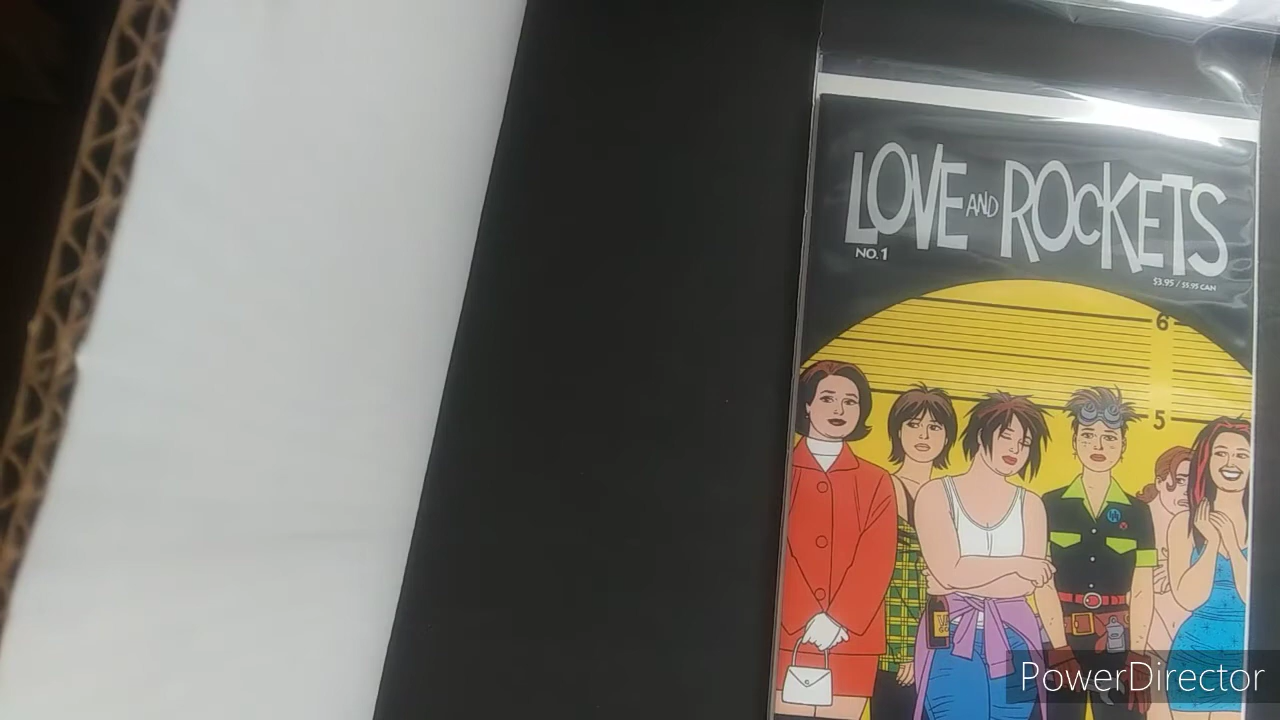 LOVE AND ROCKETS
NO. 1
$3.95 / $5.95 CAN
6
5
PowerDirector